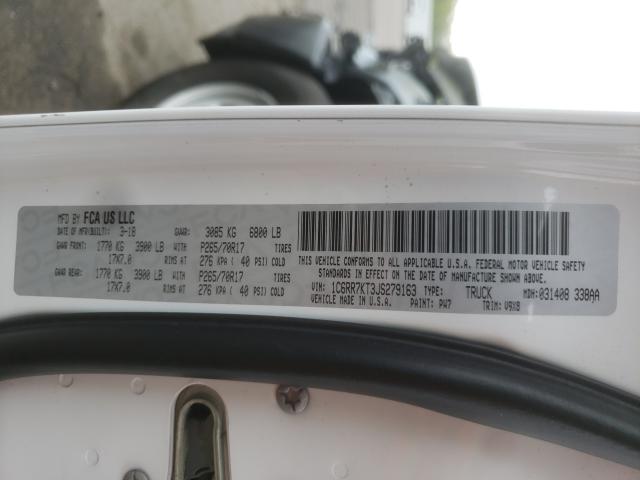 MFD BY FCA US LLC
DATE OF MFR(BUILT): 3-18 GVWR: 3085 KG 6800 LB
GAWR FRONT: 1770 KG 3900 LB WITH P265/70R17 TIRES
17X7.0 RIMS AT 276 KPA ( 40 PSI) COLD
GAWR REAR: 1770 KG 3900 LB WITH P265/70R17 TIRES
17X7.0 RIMS AT 276 KPA ( 40 PSI) COLD
THIS VEHICLE CONFORMS TO ALL APPLICABLE U.S.A. FEDERAL MOTOR VEHICLE SAFETY
STANDARDS IN EFFECT ON THE DATE OF MANUFACTURE SHOWN ABOVE.
VIN: 1C6RR7KT3JS279163 TYPE: TRUCK MDH: 031408 338AA
MADE IN U.S.A. PAINT: PW7 TRIM: V9X8